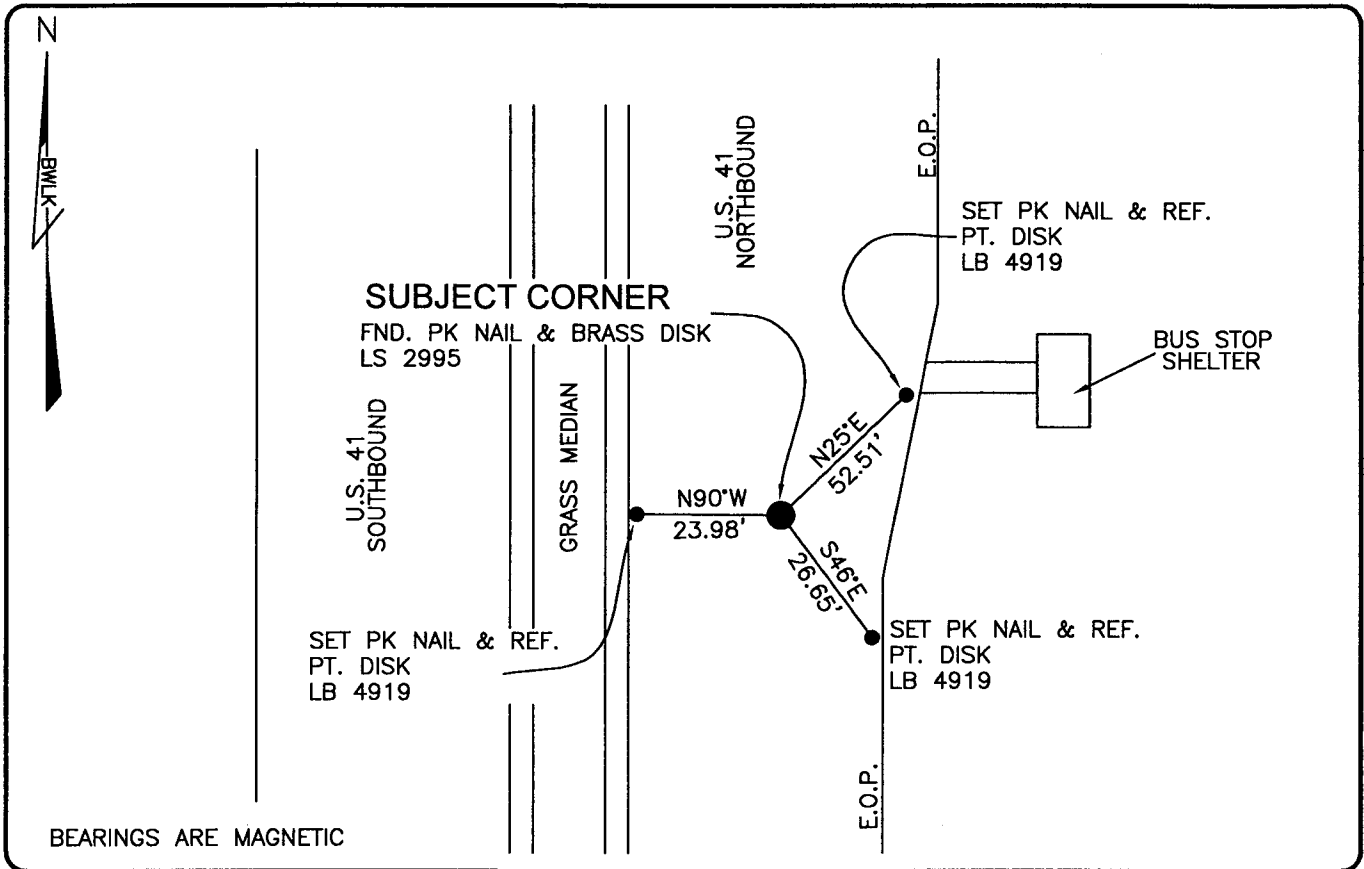 N
BWLK
U.S. 41
NORTHBOUND
E.O.P.
SET PK NAIL & REF.
PT. DISK
LB 4919
SUBJECT CORNER
FND. PK NAIL & BRASS DISK
LS 2995
BUS STOP
SHELTER
U.S. 41
SOUTHBOUND
GRASS MEDIAN
N25°E
52.51'
N90°W
23.98'
S46°E
26.65'
SET PK NAIL & REF.
PT. DISK
LB 4919
SET PK NAIL & REF.
PT. DISK
LB 4919
E.O.P.
BEARINGS ARE MAGNETIC